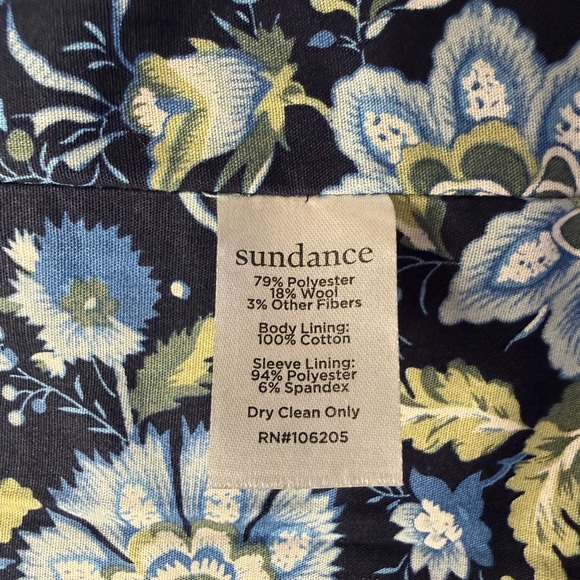 sundance
79% Polyester
18% Wool
3% Other Fibers
Body Lining:
100% Cotton
Sleeve Lining:
94% Polyester
6% Spandex
Dry Clean Only
RN#106205